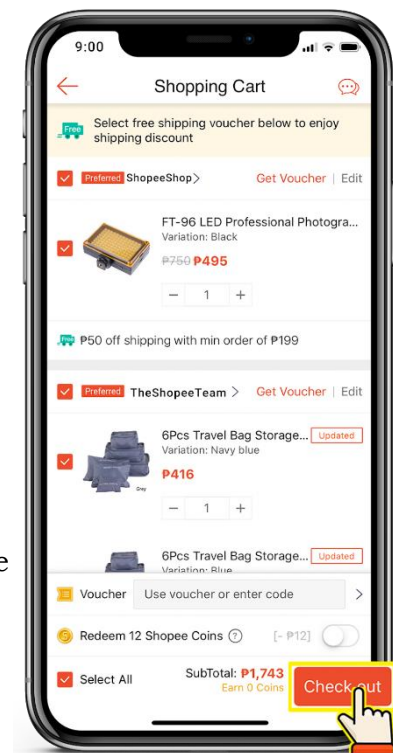 9:00
Shopping Cart
Free Select free shipping voucher below to enjoy
shipping discount
Preferred ShopeeShop > Get Voucher | Edit
FT-96 LED Professional Photogra...
Variation: Black
₱750 ₱495
− 1 +
Free ₱50 off shipping with min order of ₱199
Preferred TheShopeeTeam > Get Voucher | Edit
6Pcs Travel Bag Storage... Updated
Variation: Navy blue
₱416
Grey
− 1 +
6Pcs Travel Bag Storage... Updated
Variation: Blue
e
Voucher Use voucher or enter code >
Redeem 12 Shopee Coins ? [- ₱12]
Select All SubTotal: ₱1,743
Earn 0 Coins
Check out